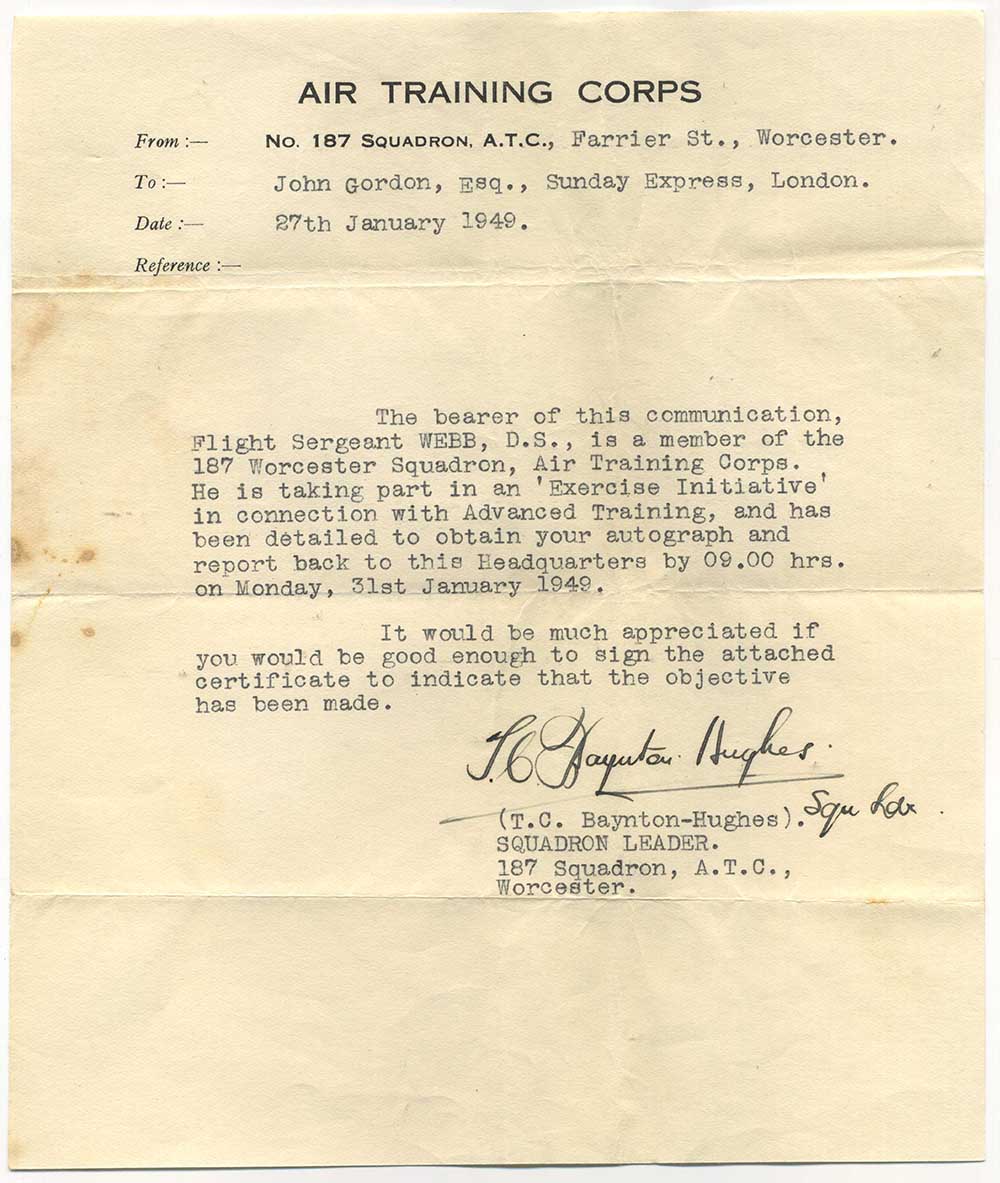 AIR TRAINING CORPS
From :— No. 187 Squadron, A.T.C., Farrier St., Worcester.
To :— John Gordon, Esq., Sunday Express, London.
Date :— 27th January 1949.
Reference :—
The bearer of this communication,
Flight Sergeant WEBB, D.S., is a member of the
187 Worcester Squadron, Air Training Corps.
He is taking part in an 'Exercise Initiative'
in connection with Advanced Training, and has
been detailed to obtain your autograph and
report back to this Headquarters by 09.00 hrs.
on Monday, 31st January 1949.
It would be much appreciated if
you would be good enough to sign the attached
certificate to indicate that the objective
has been made.
T.C. Baynton-Hughes.
(T.C. Baynton-Hughes). Squ Ldr.
SQUADRON LEADER.
187 Squadron, A.T.C.,
Worcester.